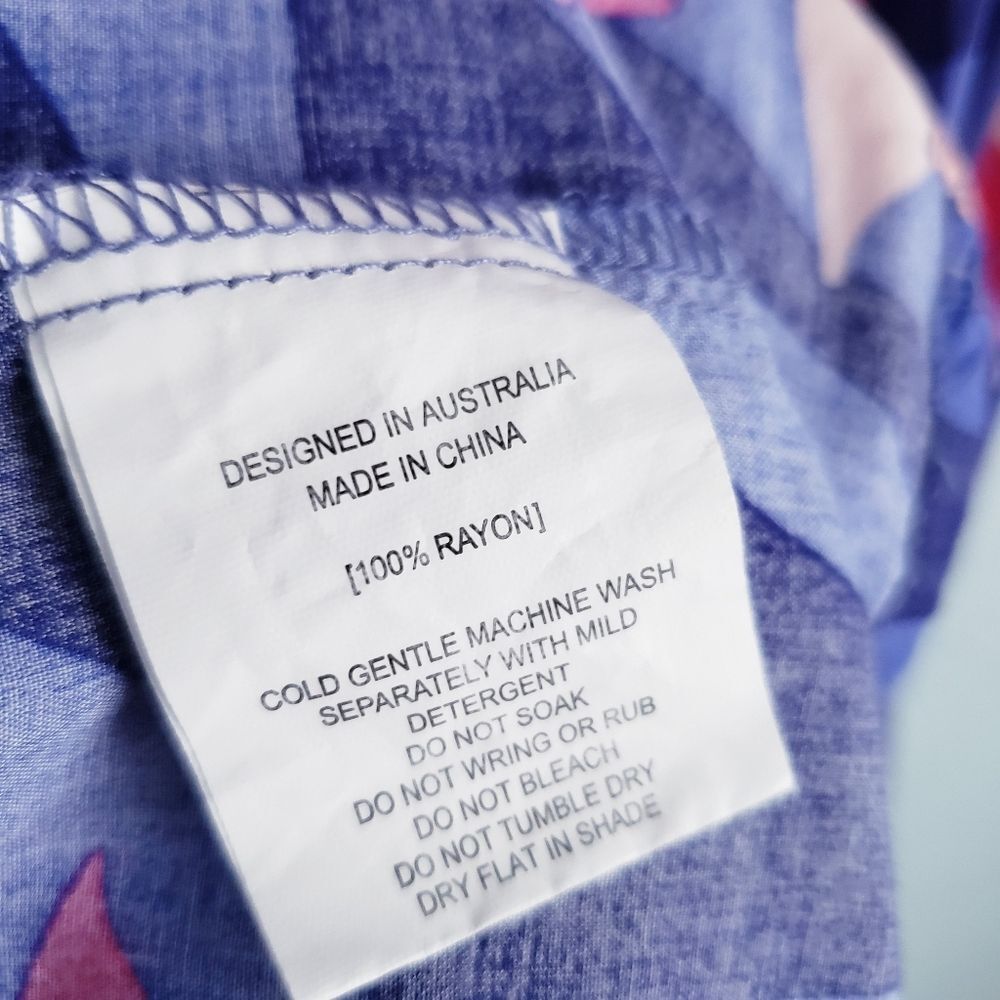 DESIGNED IN AUSTRALIA
MADE IN CHINA
[100% RAYON]
COLD GENTLE MACHINE WASH
SEPARATELY WITH MILD
DETERGENT
DO NOT SOAK
DO NOT WRING OR RUB
DO NOT BLEACH
DO NOT TUMBLE DRY
DRY FLAT IN SHADE